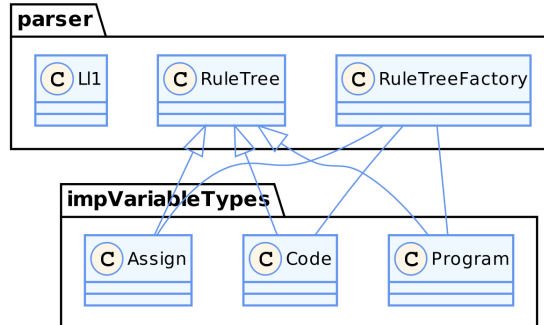 parser
C Ll1
C RuleTree
C RuleTreeFactory
impVariableTypes
C Assign
C Code
C Program